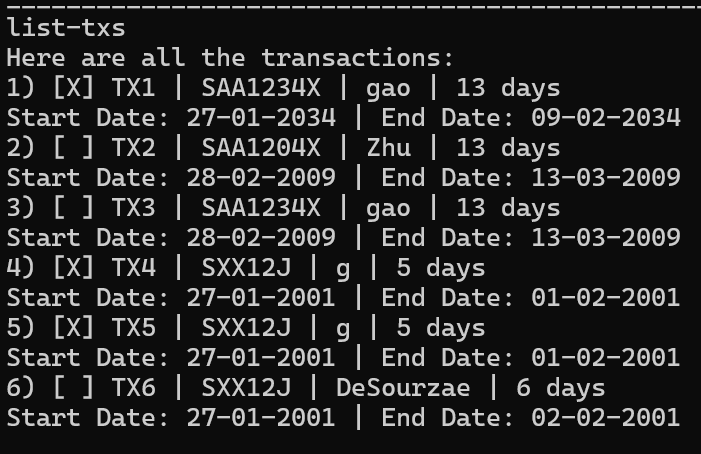 list-txs
Here are all the transactions:
1) [X] TX1 | SAA1234X | gao | 13 days
Start Date: 27-01-2034 | End Date: 09-02-2034
2) [ ] TX2 | SAA1204X | Zhu | 13 days
Start Date: 28-02-2009 | End Date: 13-03-2009
3) [ ] TX3 | SAA1234X | gao | 13 days
Start Date: 28-02-2009 | End Date: 13-03-2009
4) [X] TX4 | SXX12J | g | 5 days
Start Date: 27-01-2001 | End Date: 01-02-2001
5) [X] TX5 | SXX12J | g | 5 days
Start Date: 27-01-2001 | End Date: 01-02-2001
6) [ ] TX6 | SXX12J | DeSourzae | 6 days
Start Date: 27-01-2001 | End Date: 02-02-2001